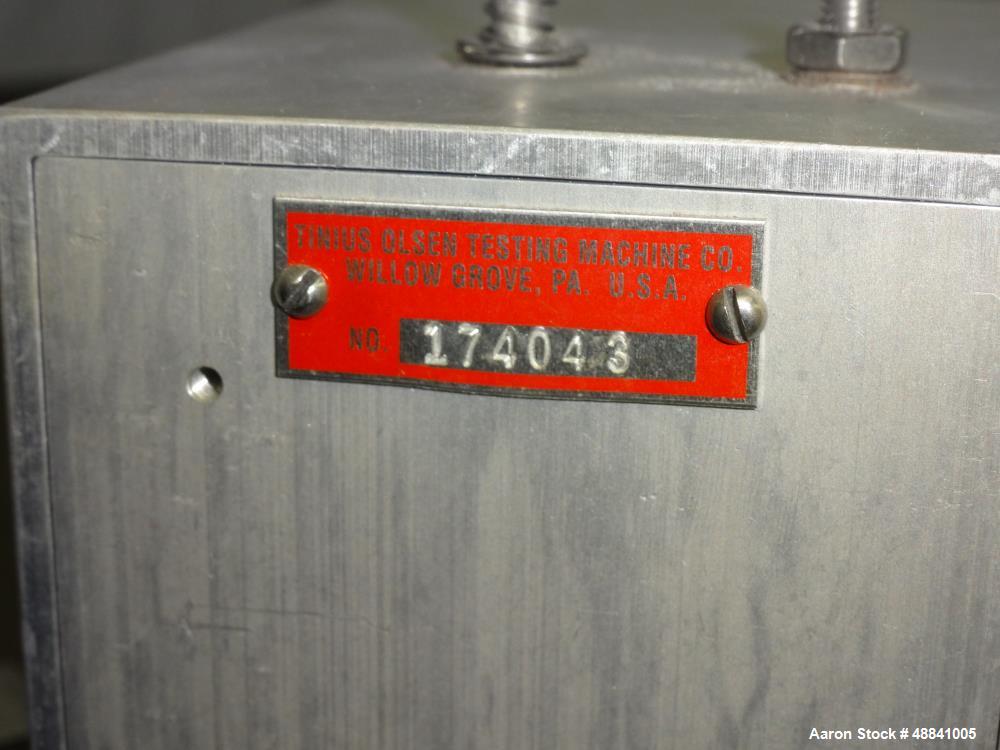 TINIUS OLSEN TESTING MACHINE CO.
WILLOW GROVE, PA. U.S.A.
NO. 174043
Aaron Stock # 48841005